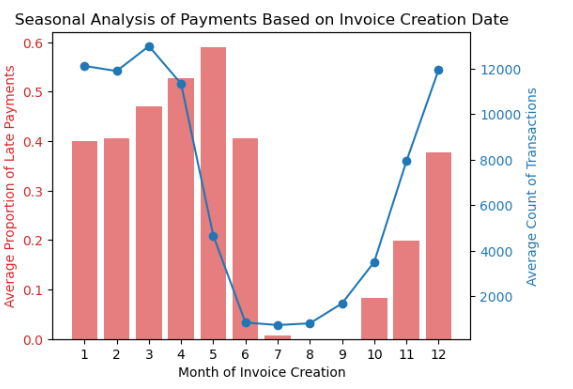 Seasonal Analysis of Payments Based on Invoice Creation Date
Average Proportion of Late Payments
0.6
0.5
0.4
0.3
0.2
0.1
0.0
12000
10000
8000
6000
4000
2000
Average Count of Transactions
1 2 3 4 5 6 7 8 9 10 11 12
Month of Invoice Creation